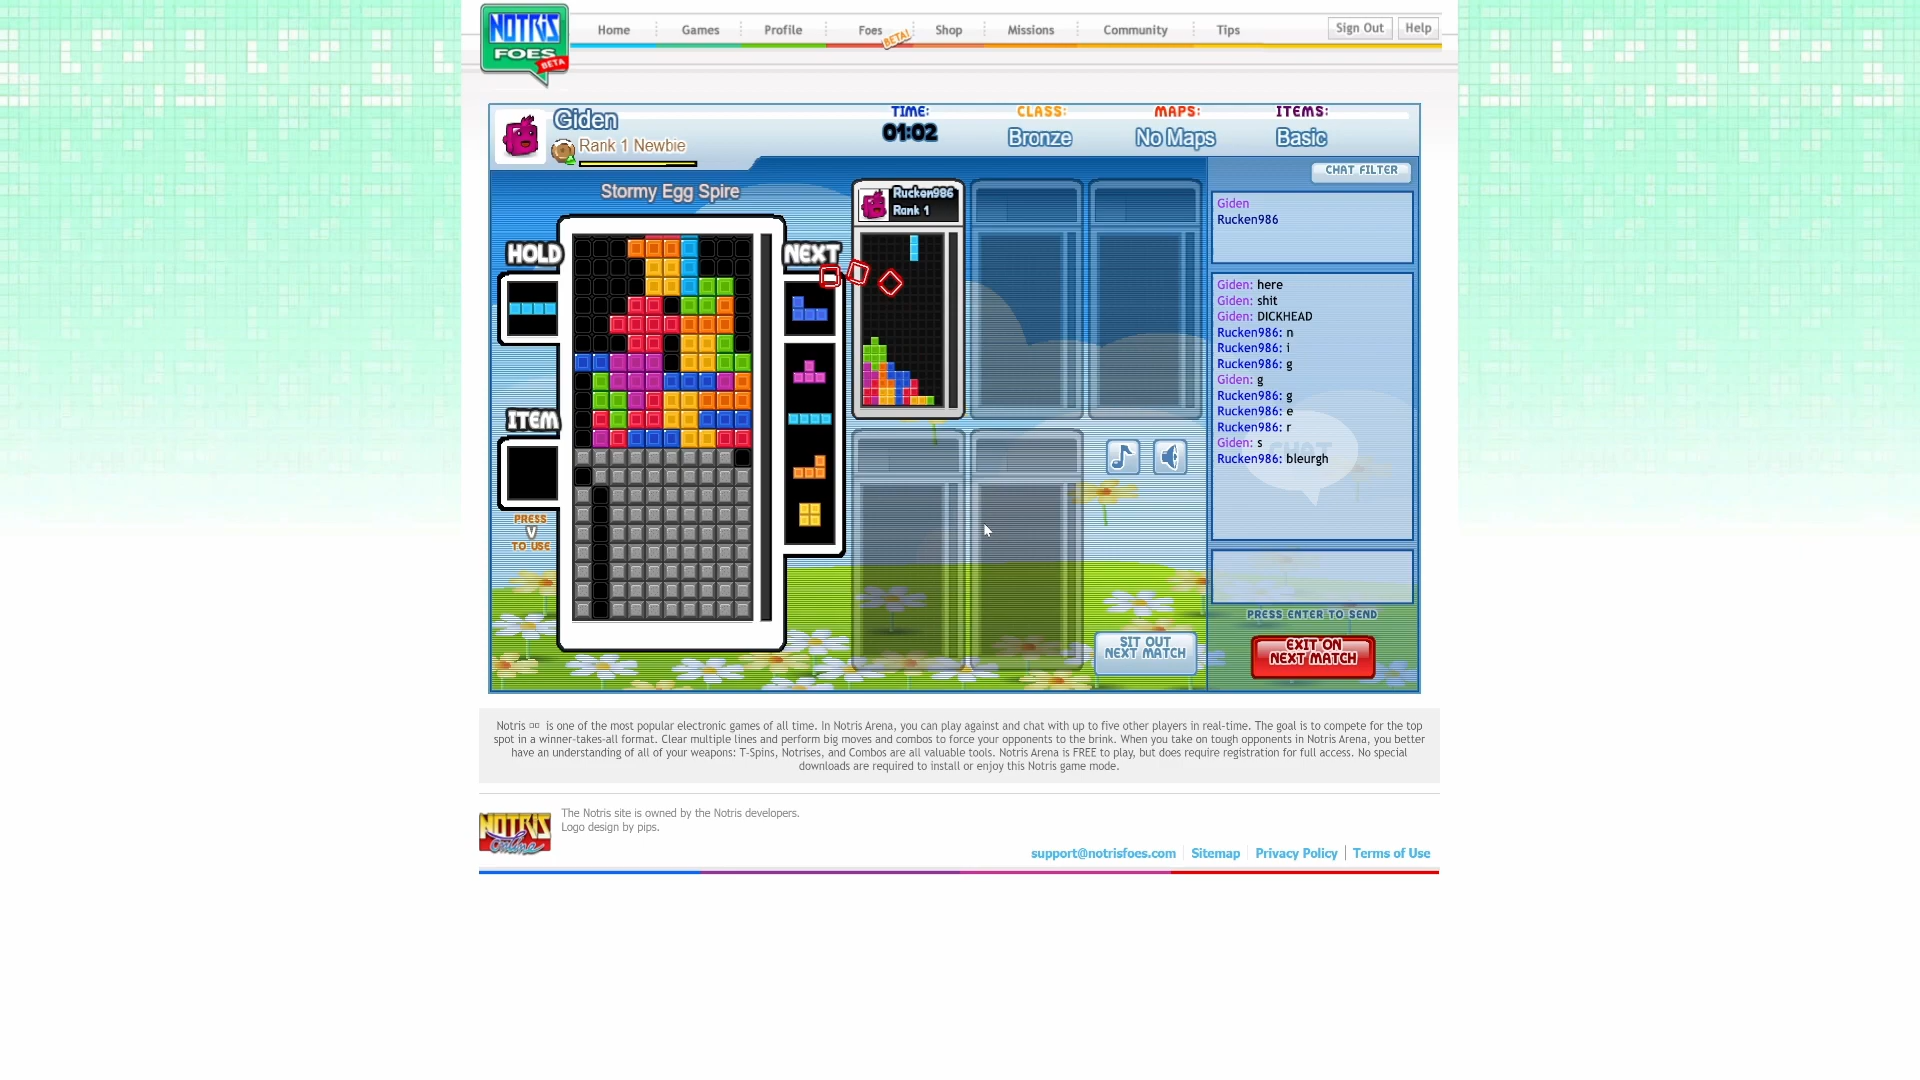 NOTRIS
FOES
BETA
Home
Games
Profile
Foes
BETA!
Shop
Missions
Community
Tips
Sign Out
Help
Giden
Rank 1 Newbie
TIME:
01:02
CLASS:
Bronze
MAPS:
No Maps
ITEMS:
Basic
Stormy Egg Spire
HOLD
NEXT
ITEM
PRESS
V
TO USE
Rucken986
Rank 1
CHAT FILTER
Giden
Rucken986
Giden: here
Giden: shit
Giden: DICKHEAD
Rucken986: n
Rucken986: i
Rucken986: g
Giden: g
Rucken986: g
Rucken986: e
Rucken986: r
Giden: s
Rucken986: bleurgh
CHAT
PRESS ENTER TO SEND
SIT OUT
NEXT MATCH
EXIT ON
NEXT MATCH
Notris is one of the most popular electronic games of all time. In Notris Arena, you can play against and chat with up to five other players in real-time. The goal is to compete for the top
spot in a winner-takes-all format. Clear multiple lines and perform big moves and combos to force your opponents to the brink. When you take on tough opponents in Notris Arena, you better
have an understanding of all of your weapons: T-Spins, Notrises, and Combos are all valuable tools. Notris Arena is FREE to play, but does require registration for full access. No special
downloads are required to install or enjoy this Notris game mode.
NOTRIS
Online
The Notris site is owned by the Notris developers.
Logo design by pips.
support@notrisfoes.com
Sitemap
Privacy Policy
Terms of Use